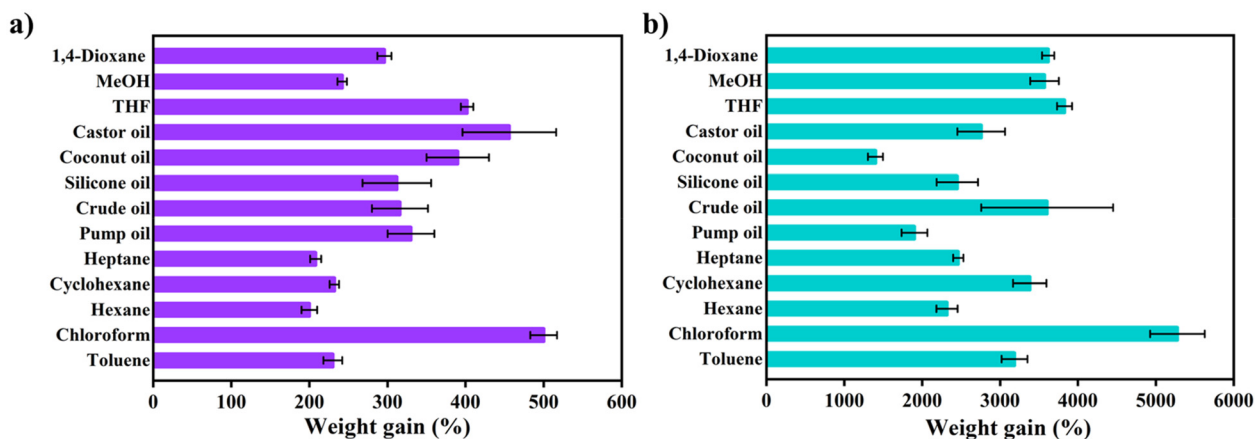 a)
1,4-Dioxane
MeOH
THF
Castor oil
Coconut oil
Silicone oil
Crude oil
Pump oil
Heptane
Cyclohexane
Hexane
Chloroform
Toluene
0 100 200 300 400 500 600
Weight gain (%)
b)
1,4-Dioxane
MeOH
THF
Castor oil
Coconut oil
Silicone oil
Crude oil
Pump oil
Heptane
Cyclohexane
Hexane
Chloroform
Toluene
0 1000 2000 3000 4000 5000 6000
Weight gain (%)